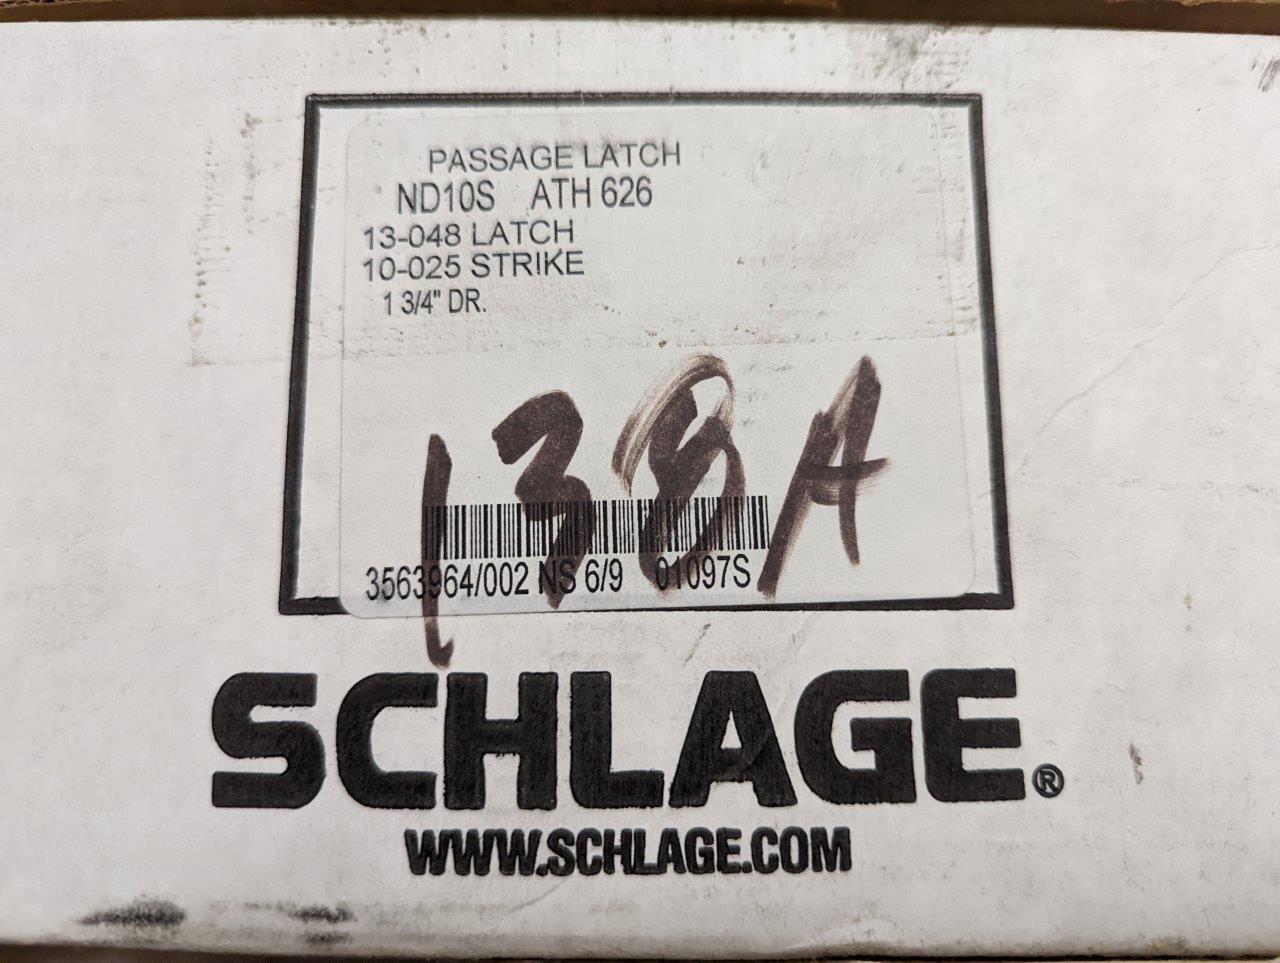 PASSAGE LATCH
ND10S ATH 626
13-048 LATCH
10-025 STRIKE
1 3/4" DR.
138A
3563964/002 NS 6/9 01097S
SCHLAGE®
WWW.SCHLAGE.COM